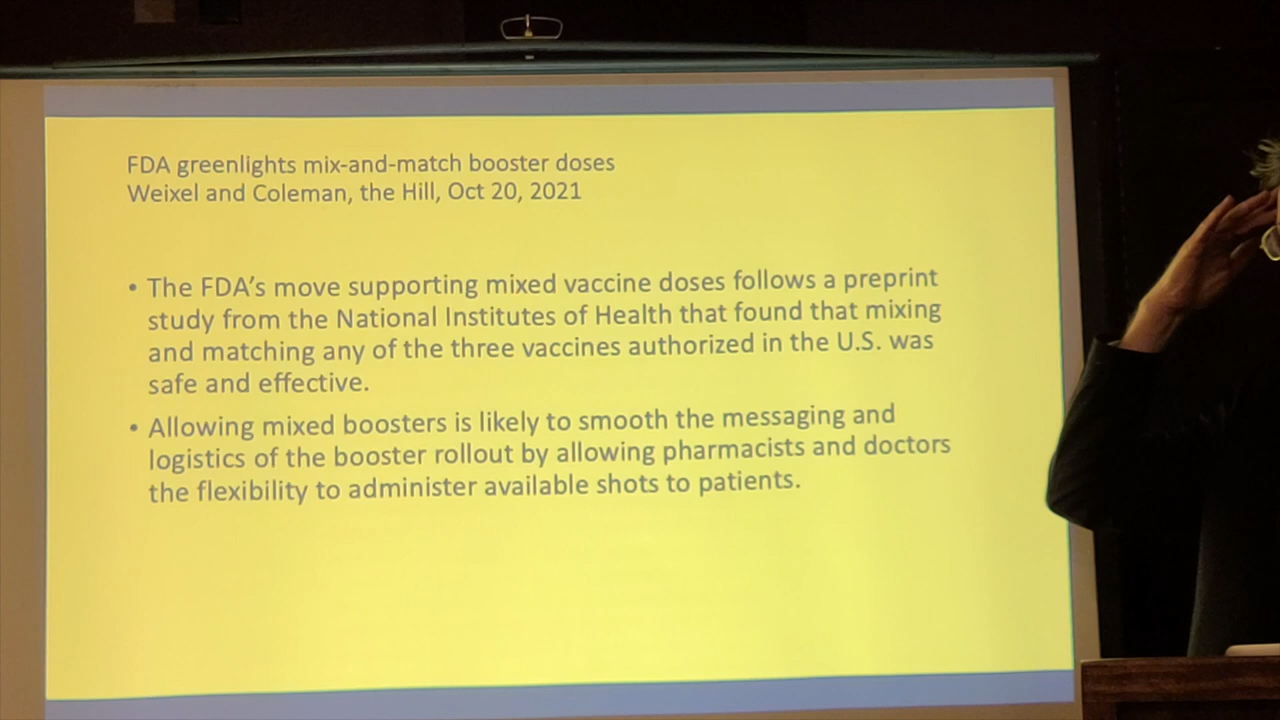 FDA greenlights mix-and-match booster doses
Weixel and Coleman, the Hill, Oct 20, 2021
• The FDA's move supporting mixed vaccine doses follows a preprint
study from the National Institutes of Health that found that mixing
and matching any of the three vaccines authorized in the U.S. was
safe and effective.
• Allowing mixed boosters is likely to smooth the messaging and
logistics of the booster rollout by allowing pharmacists and doctors
the flexibility to administer available shots to patients.